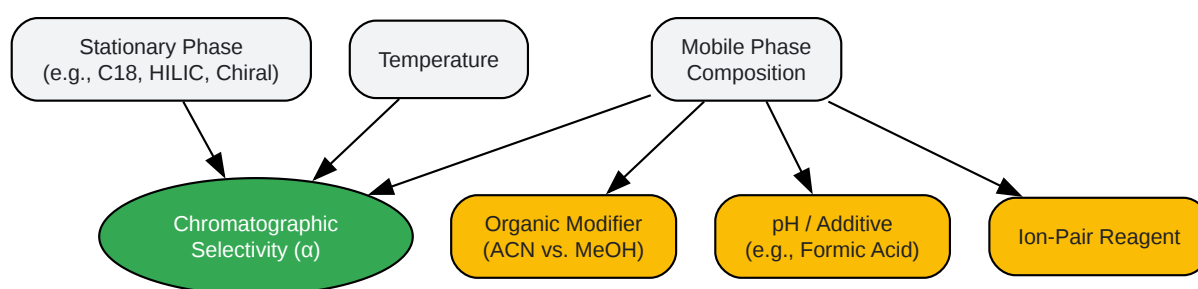 Stationary Phase
(e.g., C18, HILIC, Chiral)
Temperature
Mobile Phase
Composition
Chromatographic
Selectivity (α)
Organic Modifier
(ACN vs. MeOH)
pH / Additive
(e.g., Formic Acid)
Ion-Pair Reagent